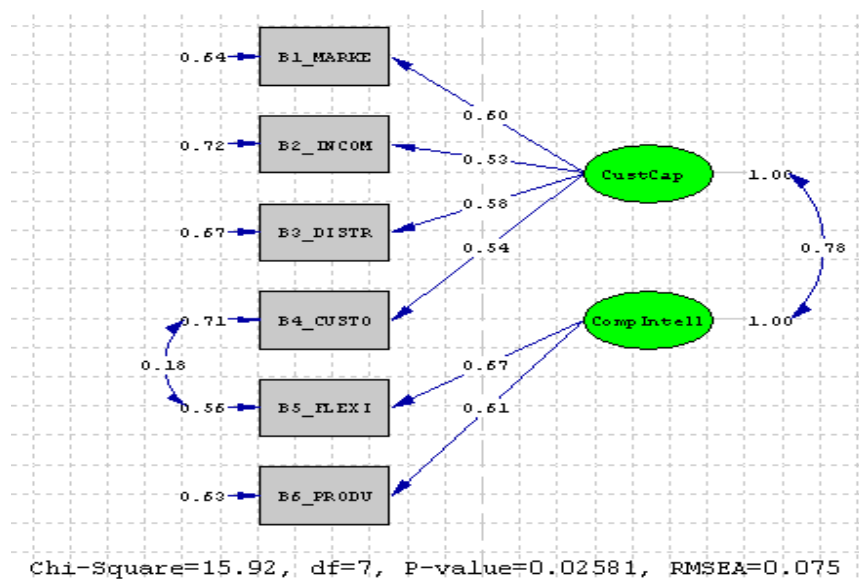 0.64 B1_MARKE
0.60
0.72 B2_INCOM
0.53
CustCap 1.00
0.58
0.67 B3_DISTR
0.54 0.78
0.71 B4_CUSTO CompIntell 1.00
0.18 0.67
0.56 B5_FLEXI
0.61
0.63 B6_PRODU
Chi-Square=15.92, df=7, P-value=0.02581, RMSEA=0.075